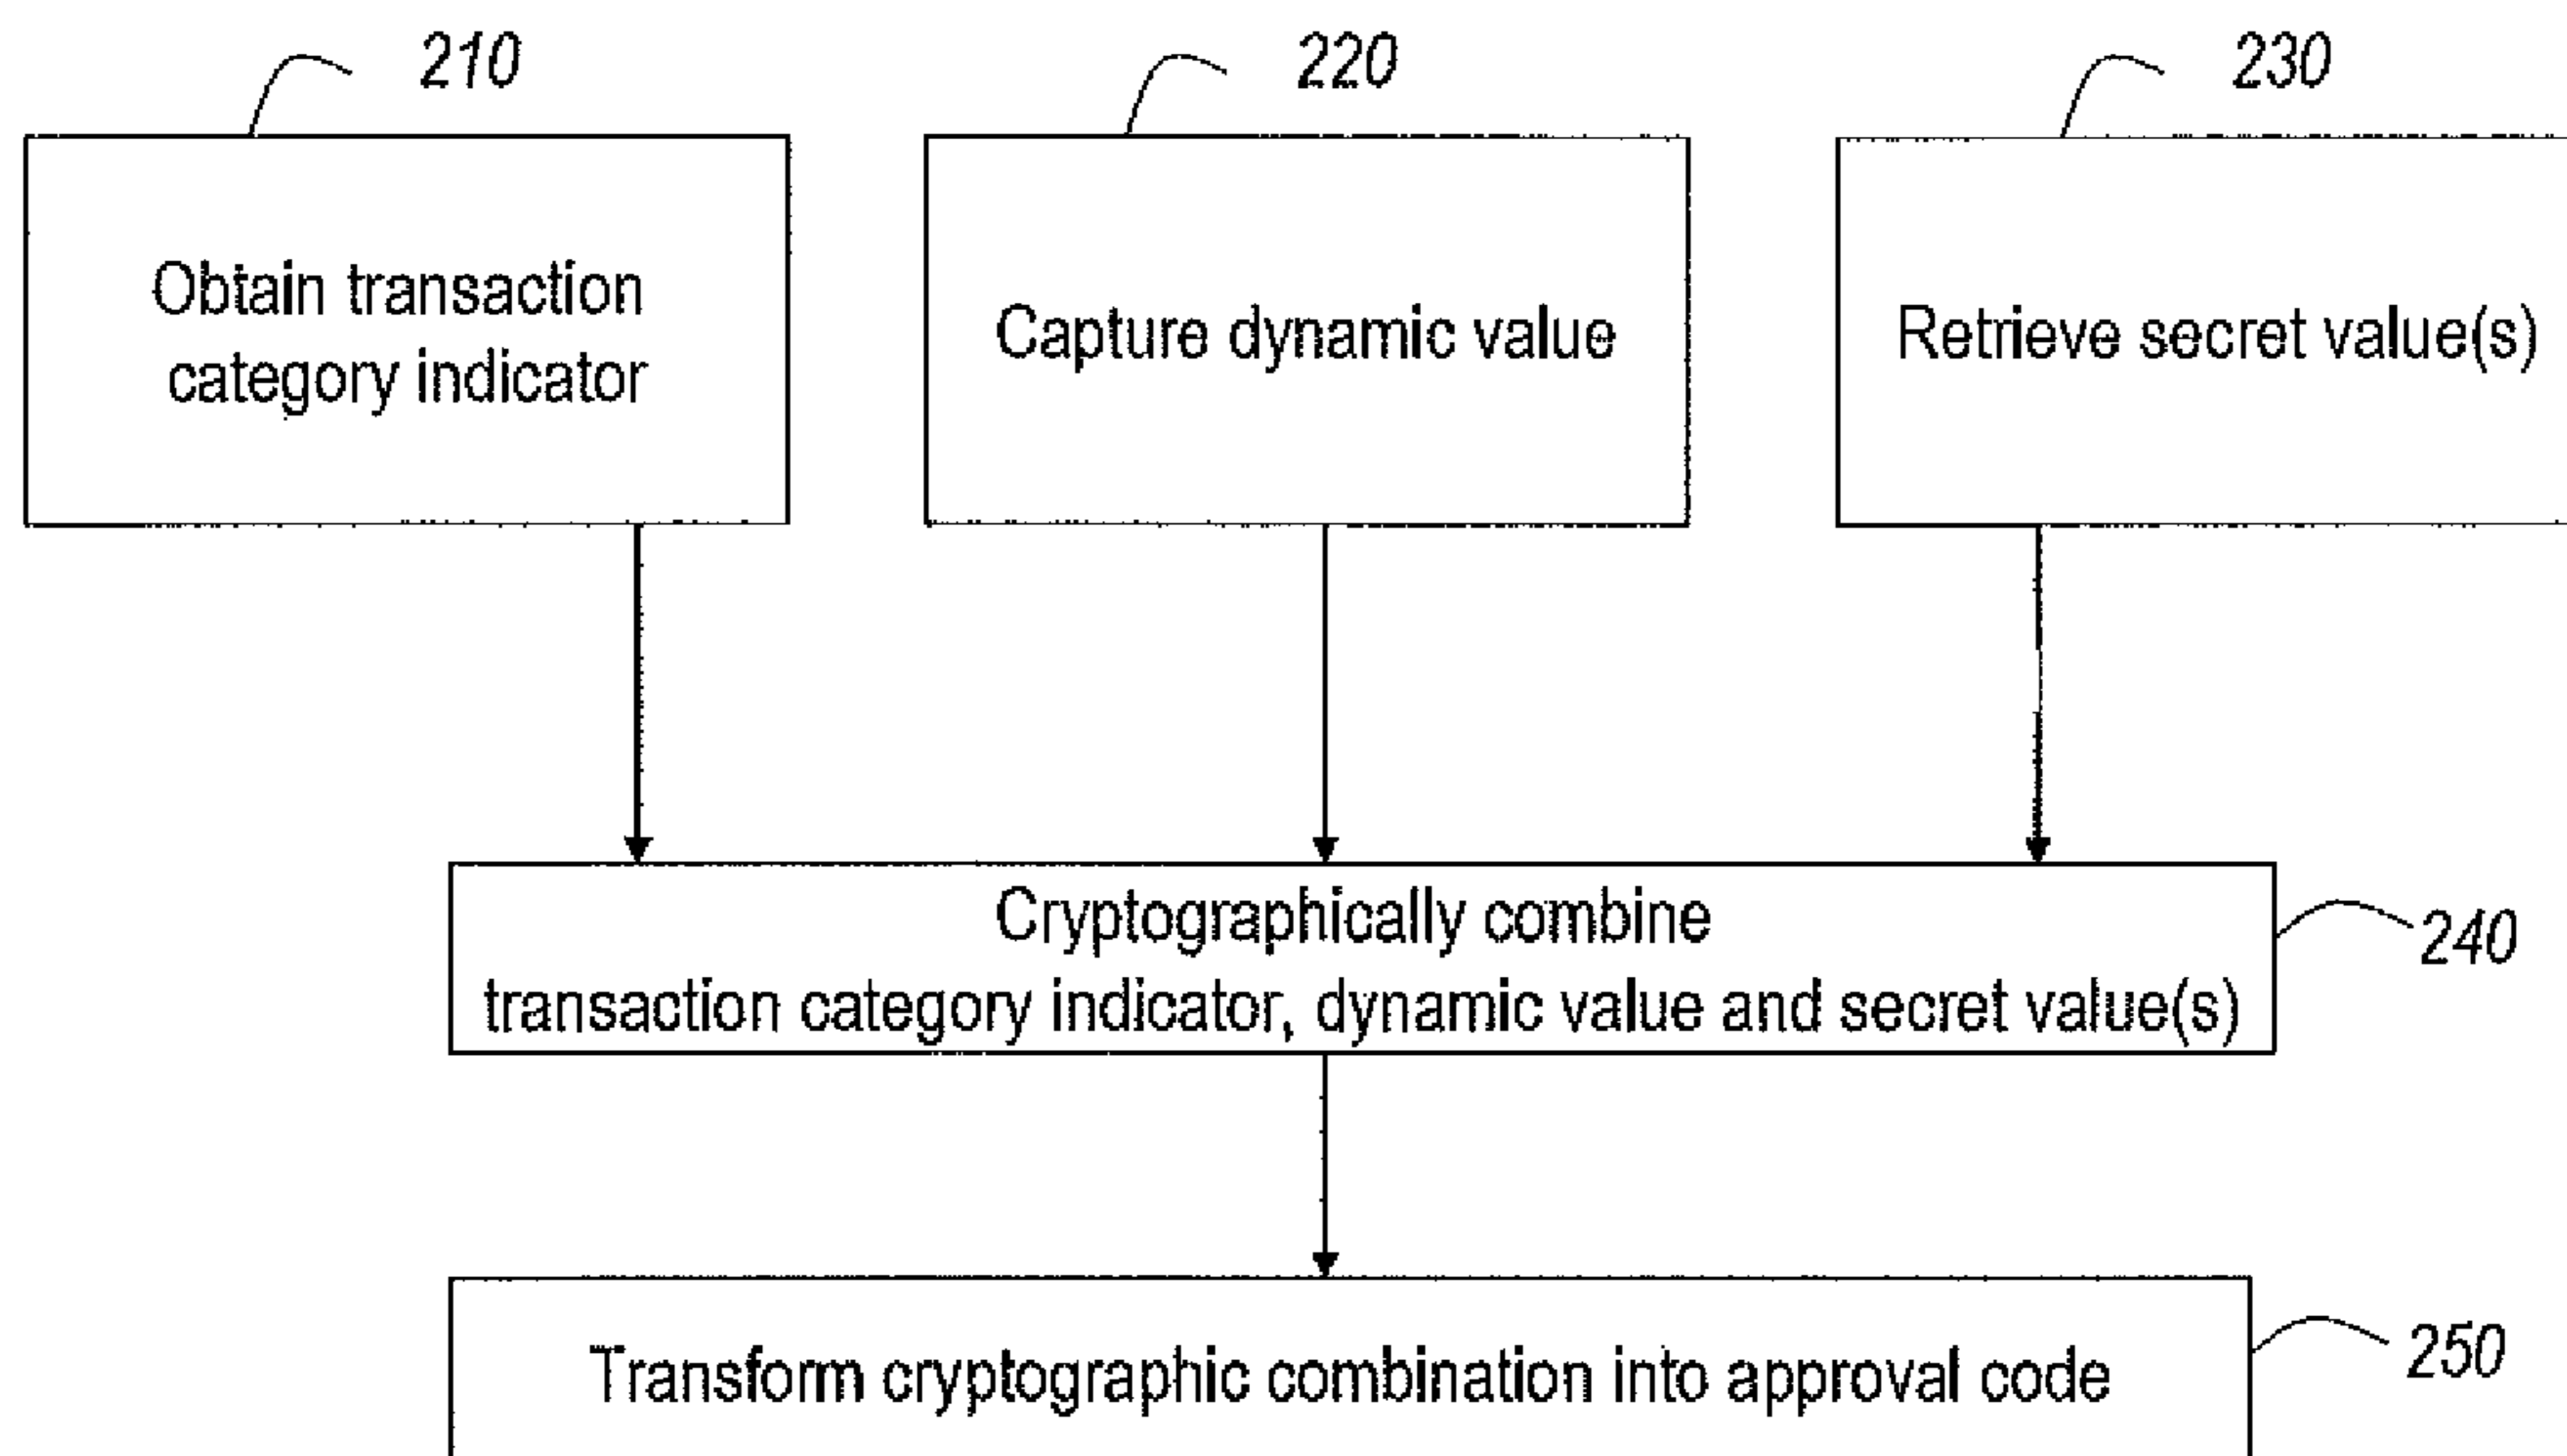 210
220
230
Obtain transaction
category indicator
Capture dynamic value
Retrieve secret value(s)
Cryptographically combine
transaction category indicator, dynamic value and secret value(s)
240
Transform cryptographic combination into approval code
250